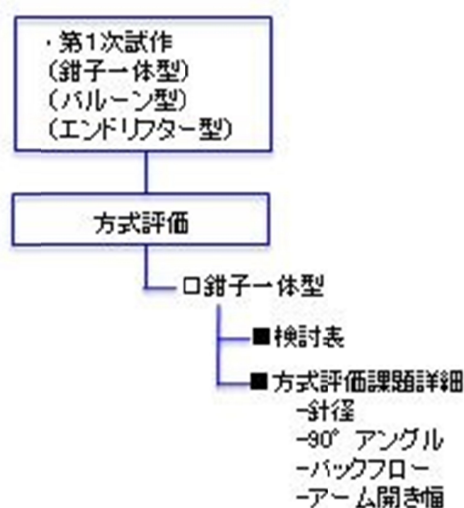 ・第1次試作
(鉗子一体型)
(バルーン型)
(エンドリフター型)
方式評価
□鉗子一体型
■検討表
■方式評価課題詳細
-針径
-90° アングル
-バックフロー
-アーム開き幅